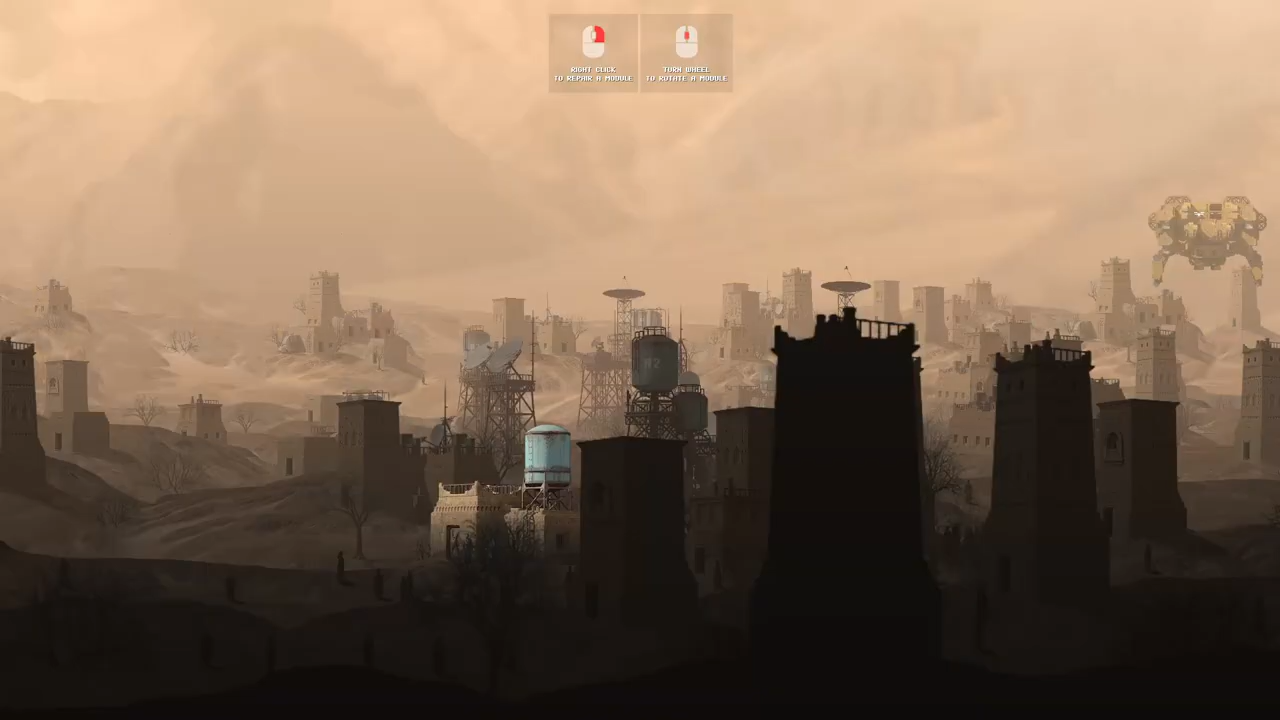 RIGHT CLICK
TO REPAIR A MODULE
TURN WHEEL
TO ROTATE A MODULE